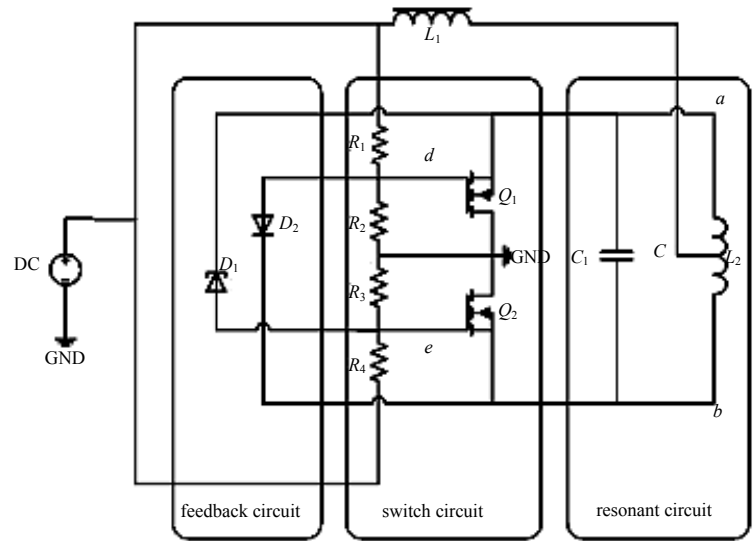 L1
a
R1
d
Q1
R2
D2
DC
D1
GND
C1
C
L2
R3
Q2
GND
R4
e
b
feedback circuit
switch circuit
resonant circuit